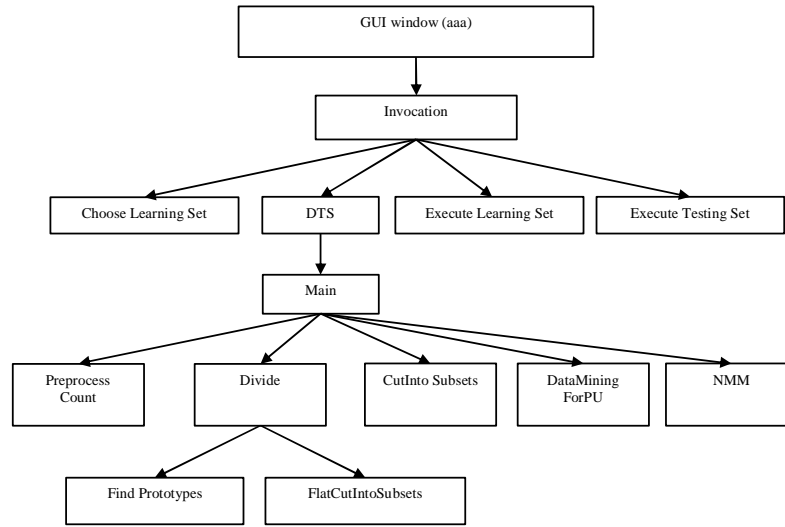 GUI window (aaa)
Invocation
Choose Learning Set
DTS
Execute Learning Set
Execute Testing Set
Main
Preprocess
Count
Divide
CutInto Subsets
DataMining
ForPU
NMM
Find Prototypes
FlatCutIntoSubsets